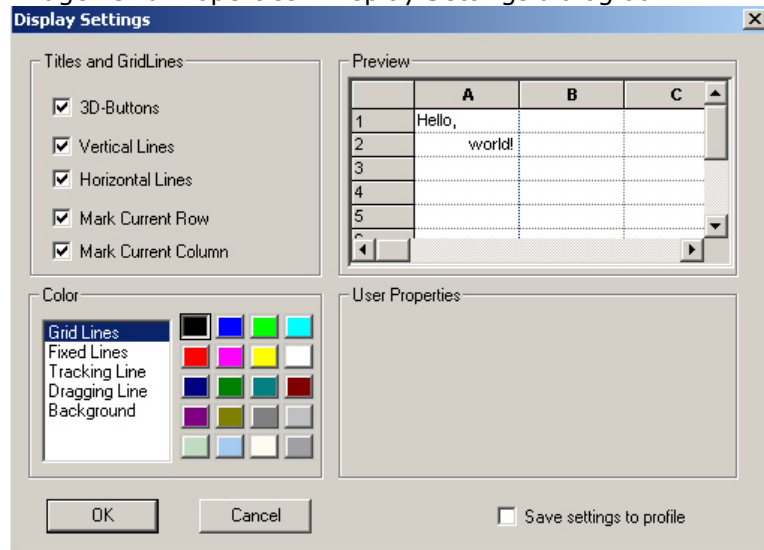 Display Settings
Titles and GridLines
3D-Buttons
Vertical Lines
Horizontal Lines
Mark Current Row
Mark Current Column
Preview
A B C
1 Hello,
2 world!
3
4
5
Color
Grid Lines
Fixed Lines
Tracking Line
Dragging Line
Background
User Properties
OK
Cancel
Save settings to profile